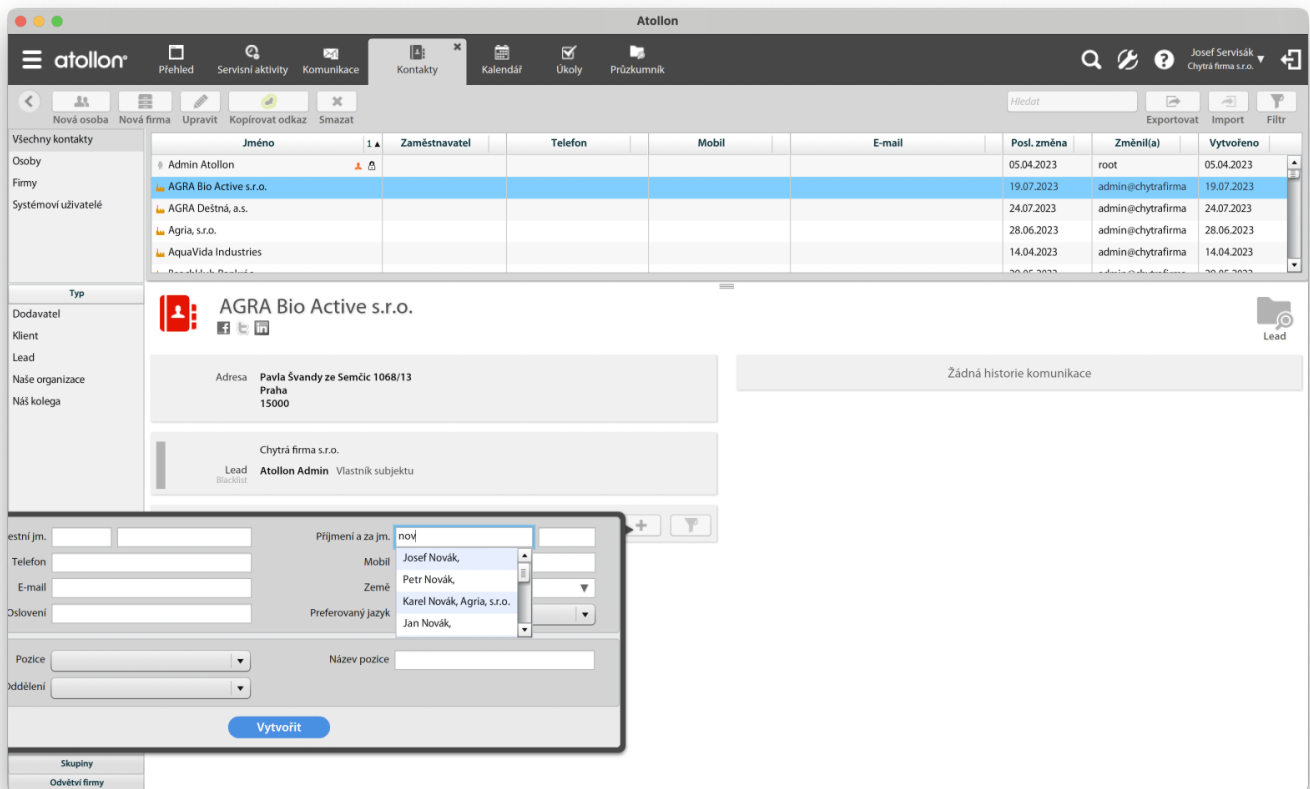 Atollon
atollon
Přehled
Servisní aktivity
Komunikace
Kontakty
Kalendář
Úkoly
Průzkumník
Josef Servisák
Chytrá firma s.r.o.
Nová osoba
Nová firma
Upravit
Kopírovat odkaz
Smazat
Hledat
Exportovat
Import
Filtr
Všechny kontakty
Osoby
Firmy
Systémoví uživatelé
Jméno 1 Zaměstnavatel Telefon Mobil E-mail Posl. změna Změnil(a) Vytvořeno
Admin Atollon 05.04.2023 root 05.04.2023
AGRA Bio Active s.r.o. 19.07.2023 admin@chytrafirma 19.07.2023
AGRA Deštná, a.s. 24.07.2023 admin@chytrafirma 24.07.2023
Agria, s.r.o. 28.06.2023 admin@chytrafirma 28.06.2023
AquaVida Industries 14.04.2023 admin@chytrafirma 14.04.2023
Typ
Dodavatel
Klient
Lead
Naše organizace
Náš kolega
AGRA Bio Active s.r.o.
Lead
Adresa Pavla Švandy ze Semčic 1068/13
Praha
15000
Žádná historie komunikace
Chytrá firma s.r.o.
Lead Atollon Admin Vlastník subjektu
Blacklist
estní jm. Příjmení a za jm. nov
Telefon Mobil
E-mail Země
Oslovení Preferovaný jazyk
Josef Novák,
Petr Novák,
Karel Novák, Agria, s.r.o.
Jan Novák,
Pozice Název pozice
Oddělení
Vytvořit
Skupiny
Odvětví firmy